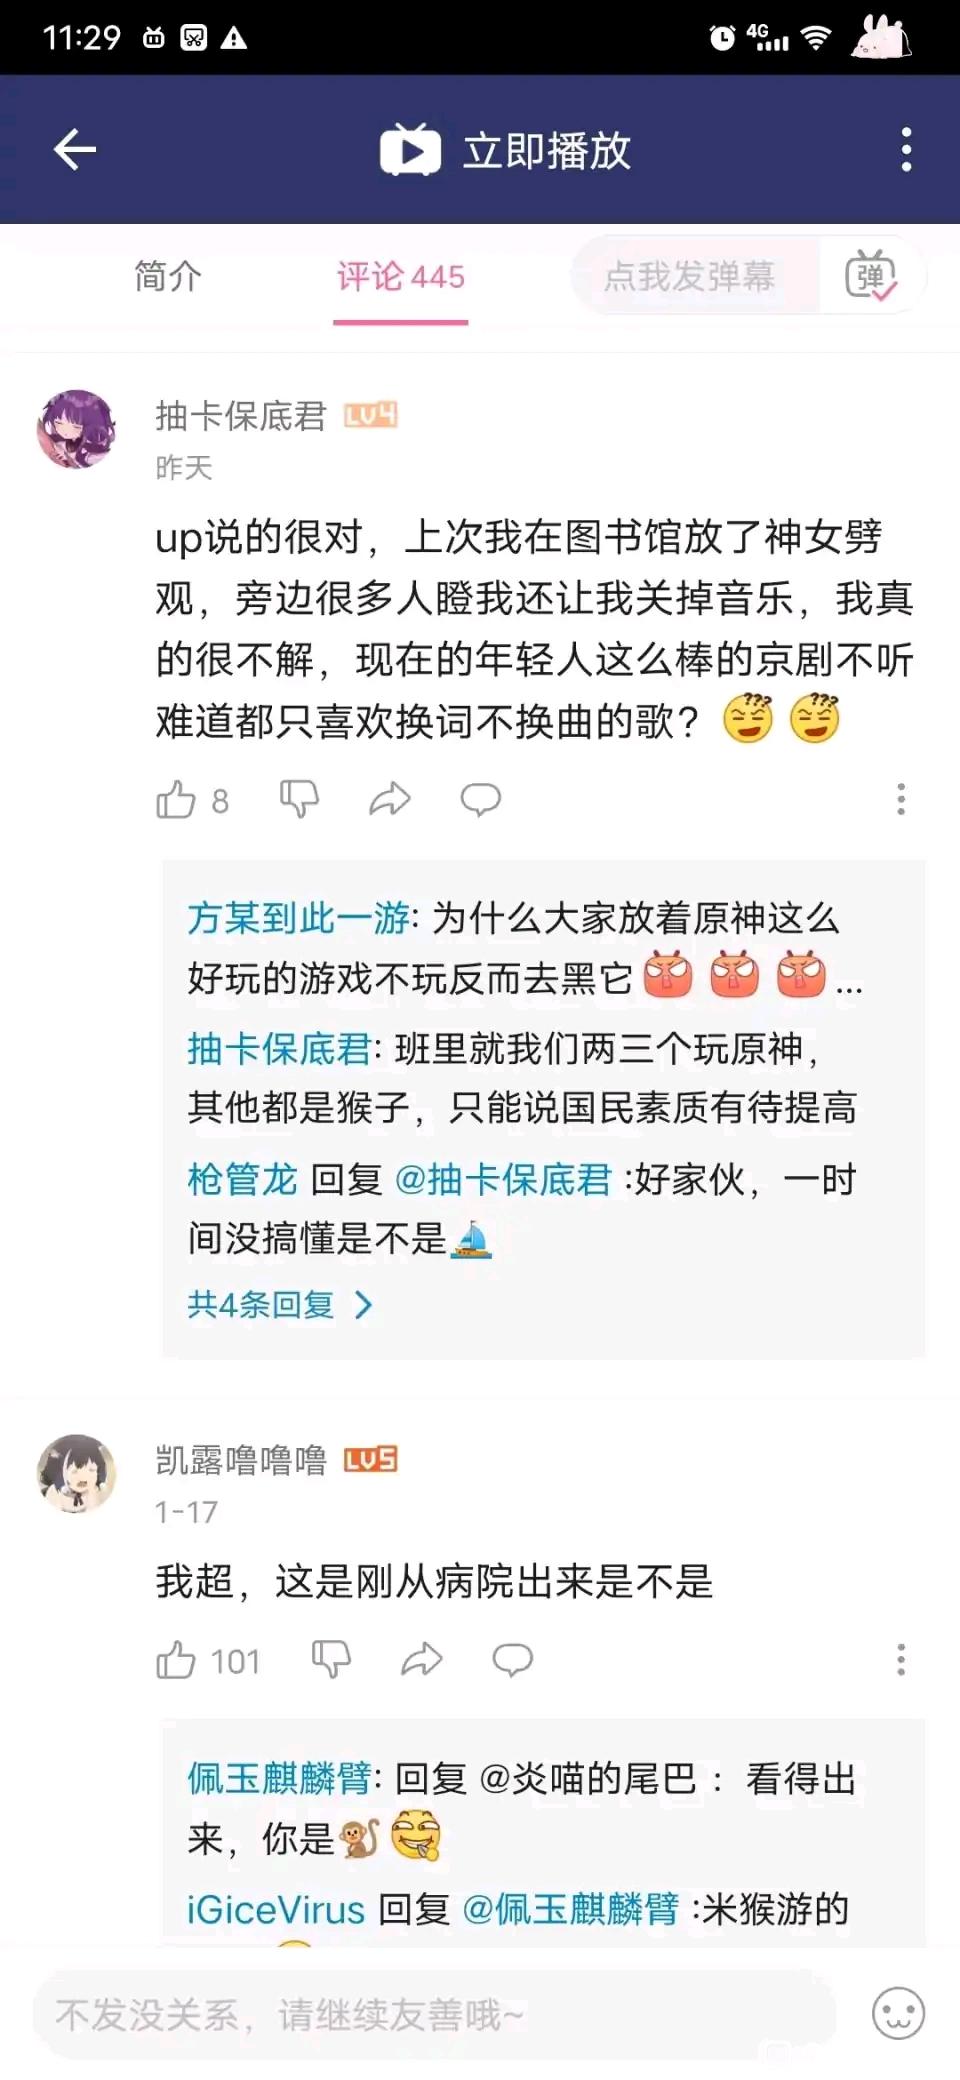 11:29
4G
立即播放
简介
评论 445
点我发弹幕
弹
抽卡保底君 LV4
昨天
up说的很对，上次我在图书馆放了神女劈
观，旁边很多人瞪我还让我关掉音乐，我真
的很不解，现在的年轻人这么棒的京剧不听
难道都只喜欢换词不换曲的歌？
8
方某到此一游: 为什么大家放着原神这么
好玩的游戏不玩反而去黑它...
抽卡保底君: 班里就我们两三个玩原神，
其他都是猴子，只能说国民素质有待提高
枪管龙 回复 @抽卡保底君 :好家伙，一时
间没搞懂是不是⛵
共4条回复 >
凯露噜噜噜 LV5
1-17
我超，这是刚从病院出来是不是
101
佩玉麒麟臂: 回复 @炎喵的尾巴 ： 看得出
来，你是🐒
iGiceVirus 回复 @佩玉麒麟臂 :米猴游的
不发没关系，请继续友善哦~